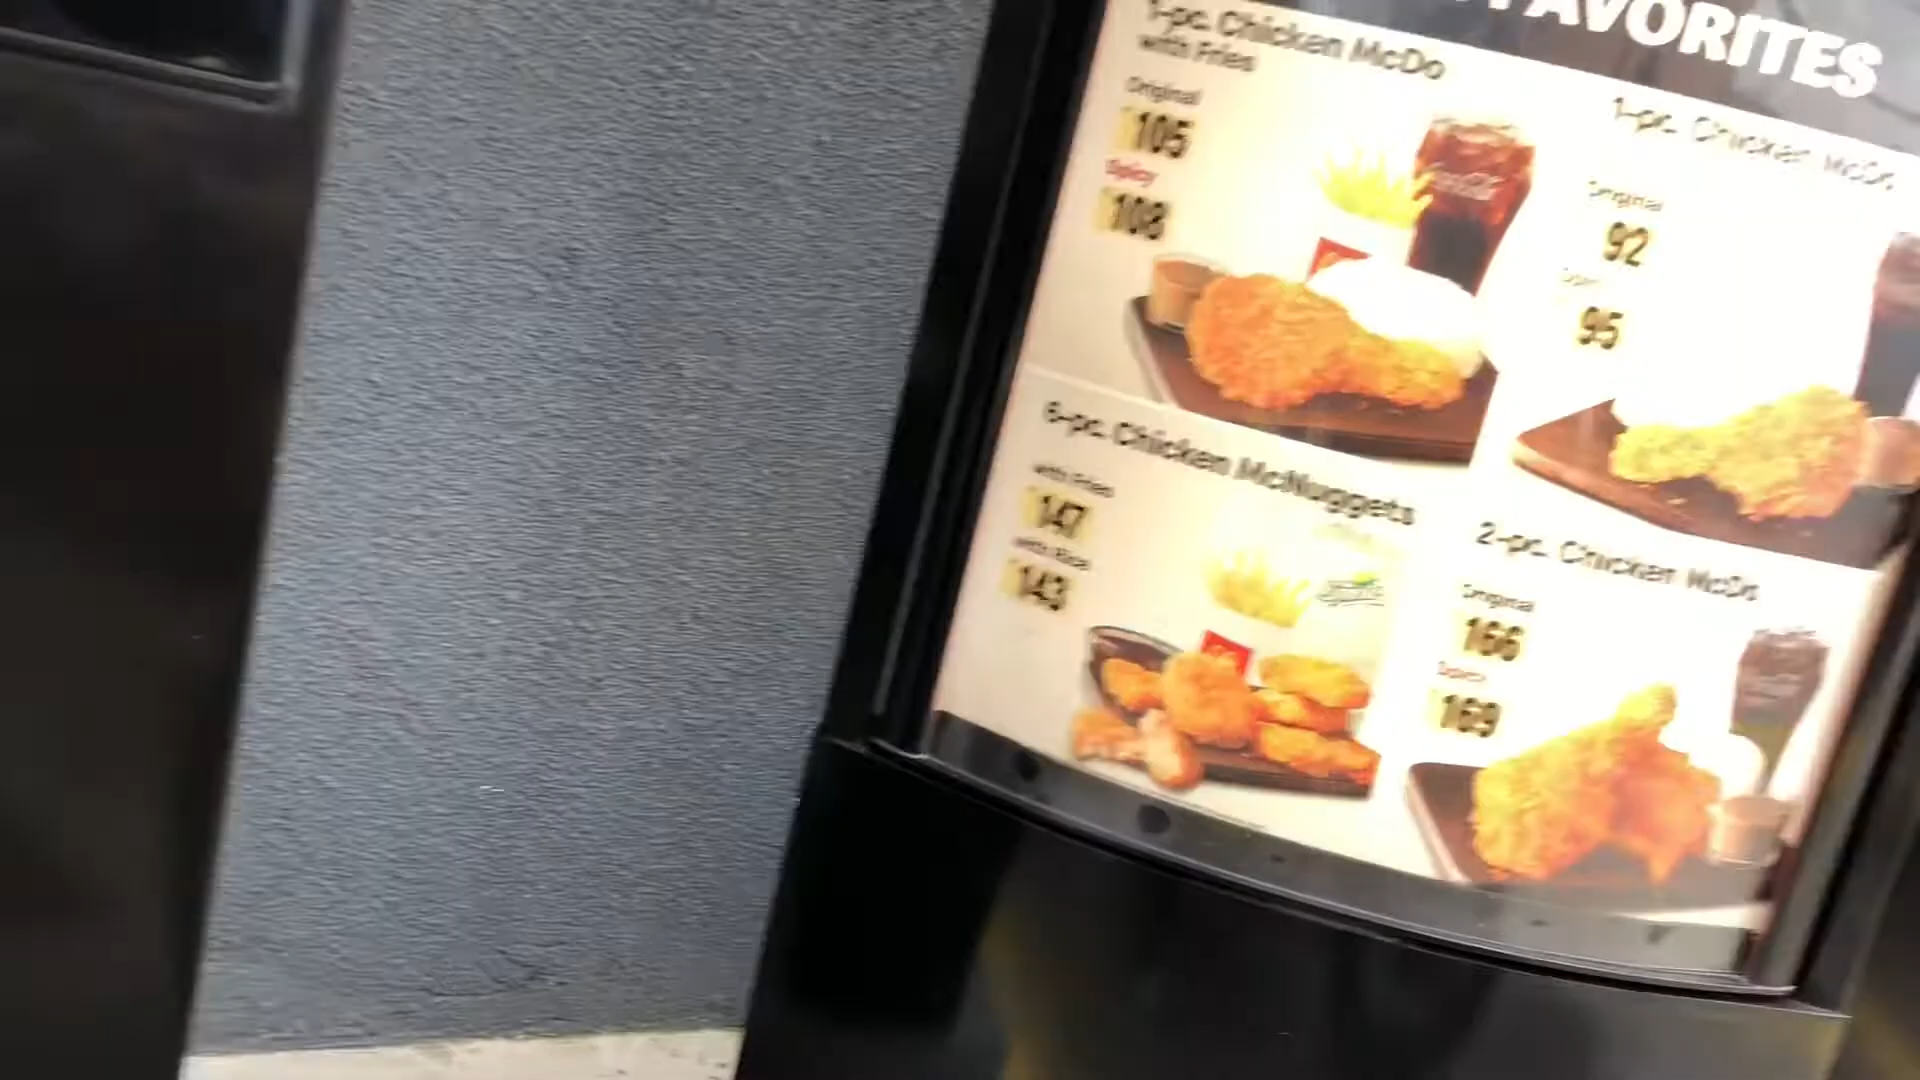 FAVORITES
1-pc. Chicken McDo
with Fries
Original
105
Spicy
108
1-pc. Chicken McDo
Original
92
95
6-pc. Chicken McNuggets
with Fries
147
with Rice
143
2-pc. Chicken McDo
Original
166
Spicy
169